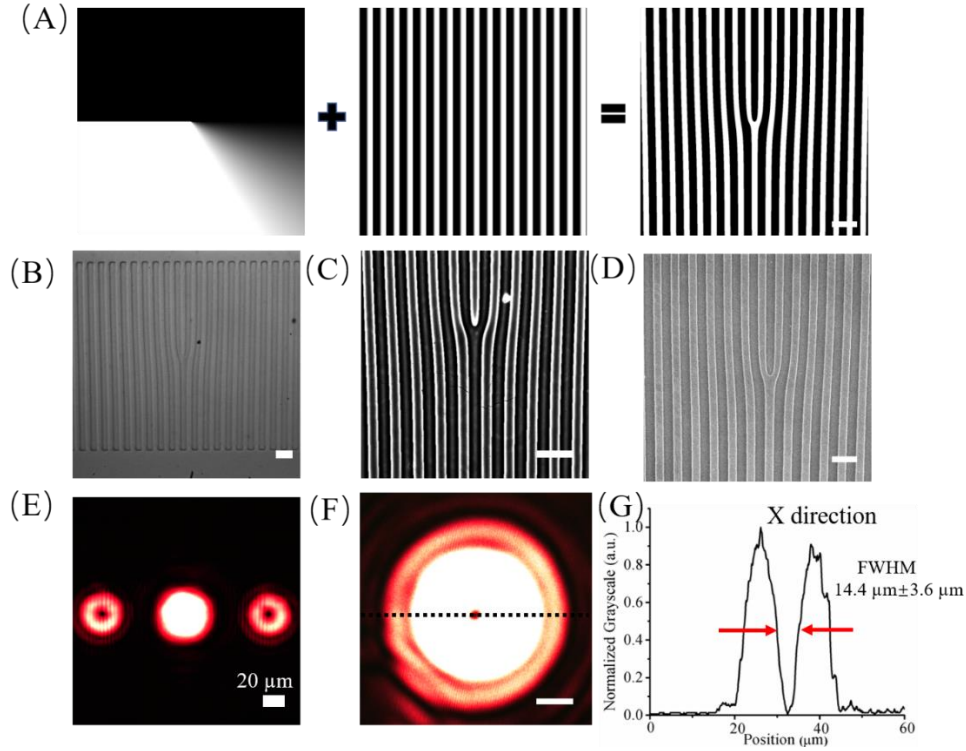 (A)
(B)
(C)
(D)
(E)
20 μm
(F)
(G)
X direction
FWHM
14.4 μm±3.6 μm
Normalized Grayscale (a.u.)
1.0
0.8
0.6
0.4
0.2
0.0
0
20
40
60
Position (μm)